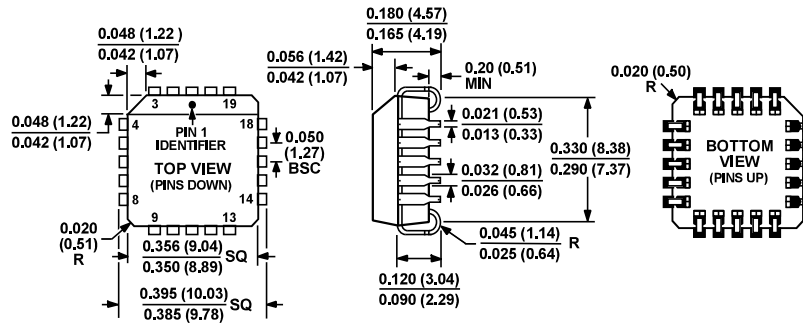 0.048 (1.22)
0.042 (1.07)
0.048 (1.22)
0.042 (1.07)
3
19
4
18
PIN 1
IDENTIFIER
TOP VIEW
(PINS DOWN)
8
14
9
13
0.050
(1.27)
BSC
0.020
(0.51)
R
0.356 (9.04)
0.350 (8.89)
SQ
0.395 (10.03)
0.385 (9.78)
SQ
0.180 (4.57)
0.165 (4.19)
0.056 (1.42)
0.042 (1.07)
0.20 (0.51)
MIN
0.021 (0.53)
0.013 (0.33)
0.032 (0.81)
0.026 (0.66)
0.330 (8.38)
0.290 (7.37)
0.045 (1.14)
0.025 (0.64)
R
0.120 (3.04)
0.090 (2.29)
0.020 (0.50)
R
BOTTOM
VIEW
(PINS UP)